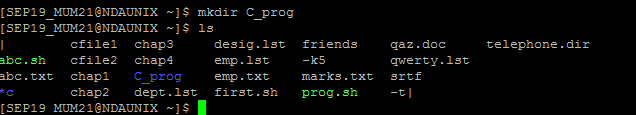 [SEP19_MUM21@NDAUNIX ~]$ mkdir C_prog
[SEP19_MUM21@NDAUNIX ~]$ ls
|       cfile1  chap3     desig.lst  friends    qaz.doc     telephone.dir
abc.sh  cfile2  chap4     emp.lst    -k5        qwerty.lst
abc.txt chap1   C_prog    emp.txt    marks.txt  srtf
*c      chap2   dept.lst  first.sh   prog.sh    -t|
[SEP19_MUM21@NDAUNIX ~]$